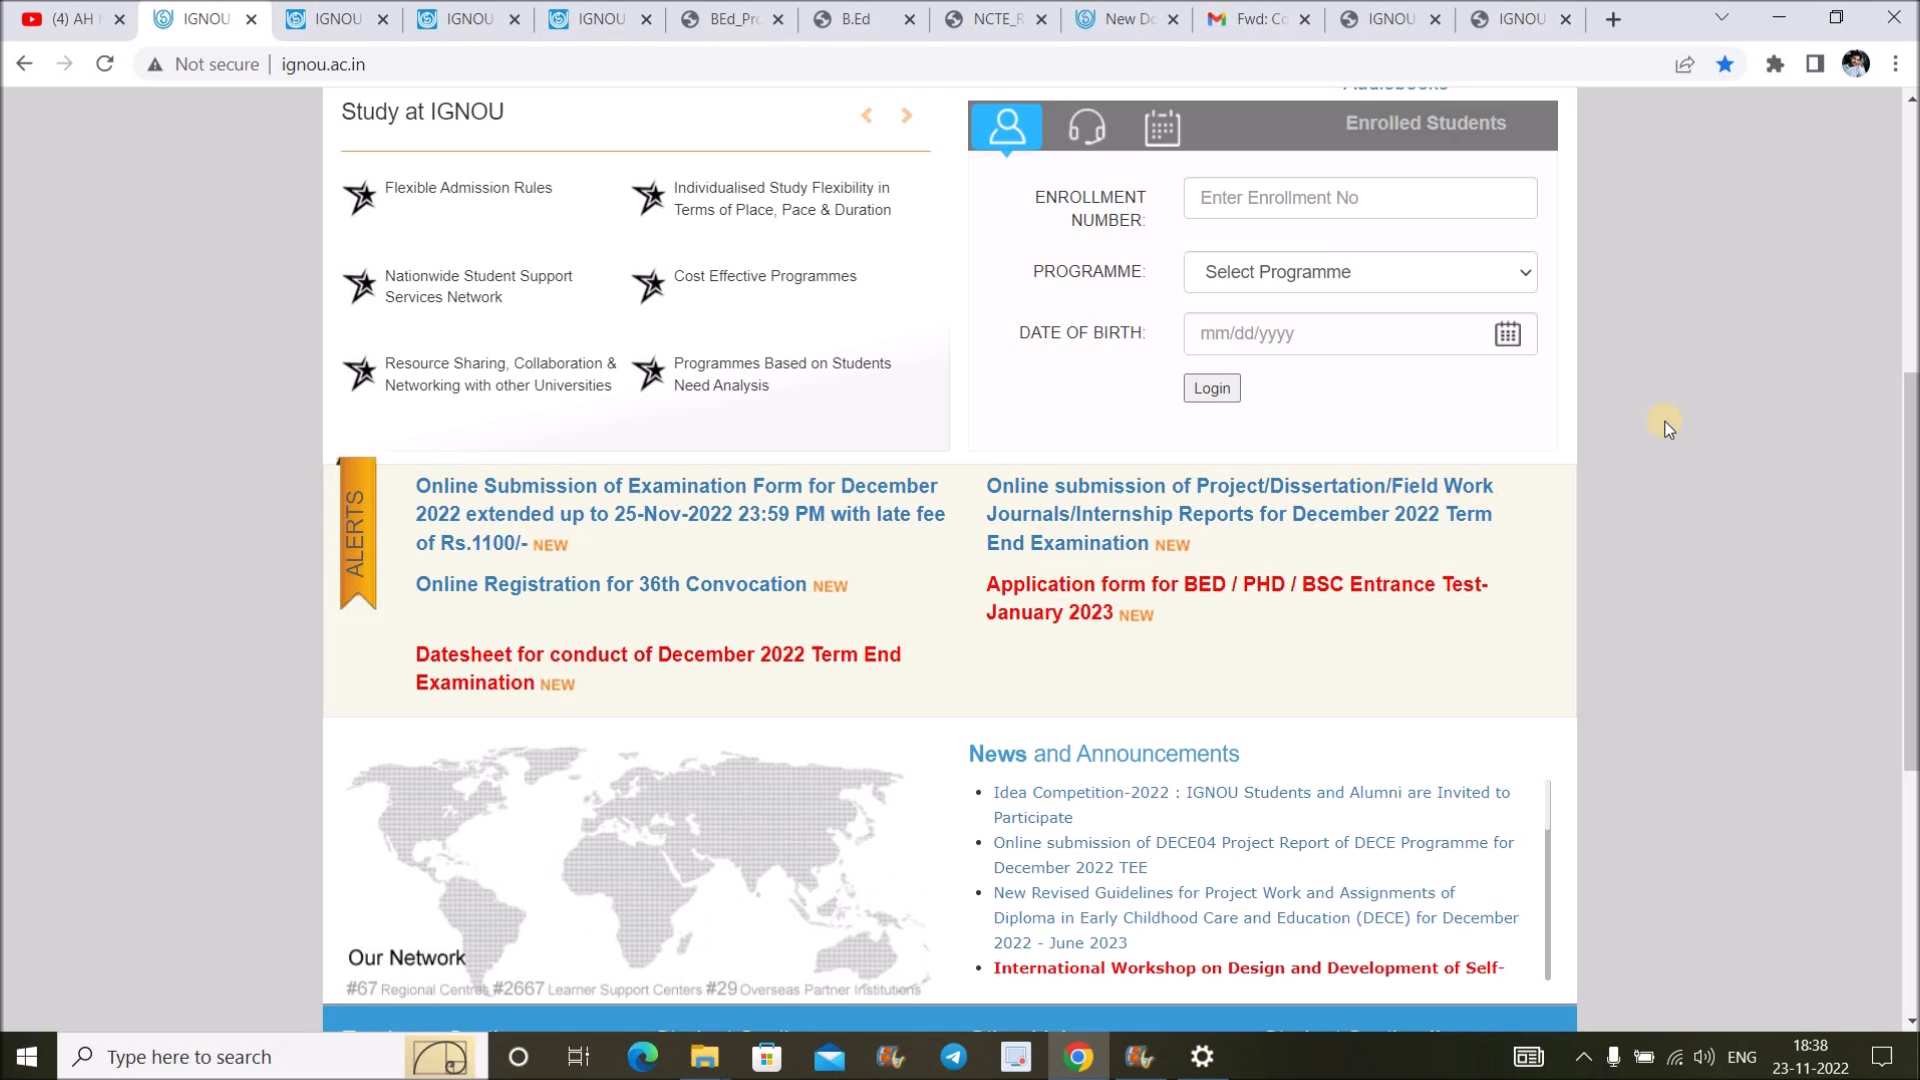 (4) AH
IGNOU
IGNOU
IGNOU
IGNOU
BEd_Pro
B.Ed
NCTE_R
New Do
Fwd: Co
IGNOU
IGNOU
Not secure
ignou.ac.in
Study at IGNOU
Flexible Admission Rules
Individualised Study Flexibility in
Terms of Place, Pace & Duration
Nationwide Student Support
Services Network
Cost Effective Programmes
Resource Sharing, Collaboration &
Networking with other Universities
Programmes Based on Students
Need Analysis
Enrolled Students
ENROLLMENT
NUMBER:
Enter Enrollment No
PROGRAMME:
Select Programme
DATE OF BIRTH:
mm/dd/yyyy
Login
ALERTS
Online Submission of Examination Form for December
2022 extended up to 25-Nov-2022 23:59 PM with late fee
of Rs.1100/- NEW
Online submission of Project/Dissertation/Field Work
Journals/Internship Reports for December 2022 Term
End Examination NEW
Online Registration for 36th Convocation NEW
Application form for BED / PHD / BSC Entrance Test-
January 2023 NEW
Datesheet for conduct of December 2022 Term End
Examination NEW
Our Network
#67 Regional Centres #2667 Learner Support Centers #29 Overseas Partner Institutions
News and Announcements
Idea Competition-2022 : IGNOU Students and Alumni are Invited to
Participate
Online submission of DECE04 Project Report of DECE Programme for
December 2022 TEE
New Revised Guidelines for Project Work and Assignments of
Diploma in Early Childhood Care and Education (DECE) for December
2022 - June 2023
International Workshop on Design and Development of Self-
Type here to search
ENG
18:38
23-11-2022